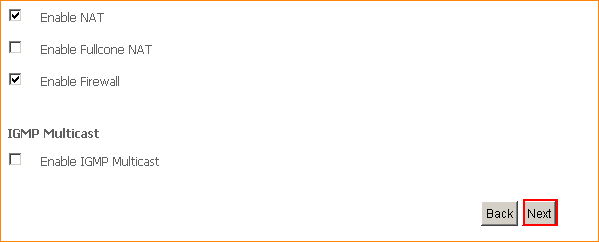 Enable NAT
Enable Fullcone NAT
Enable Firewall
IGMP Multicast
Enable IGMP Multicast
Back Next